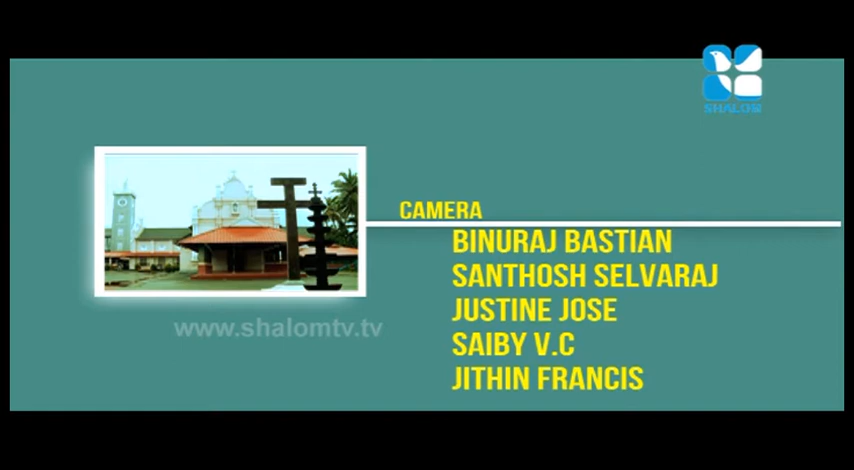 SHALOM
CAMERA
BINURAJ BASTIAN
SANTHOSH SELVARAJ
JUSTINE JOSE
SAIBY V.C
JITHIN FRANCIS
www.shalomtv.tv